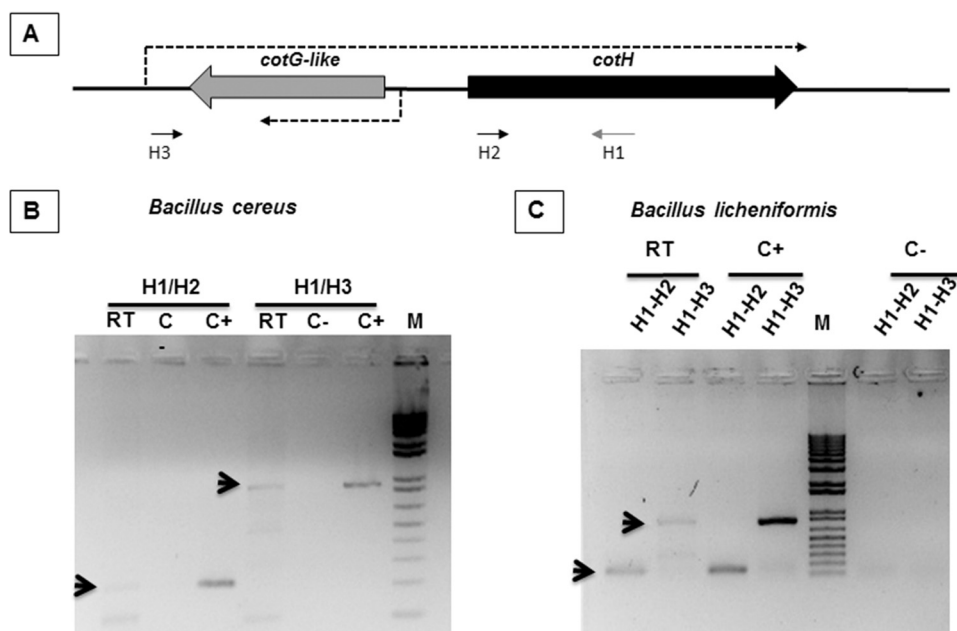 A
cotG-like cotH
H3 H2 H1
B Bacillus cereus
H1/H2 H1/H3
RT C C+ RT C- C+ M
C Bacillus licheniformis
RT C+ C-
H1-H2 H1-H3 H1-H2 H1-H3 M H1-H2 H1-H3